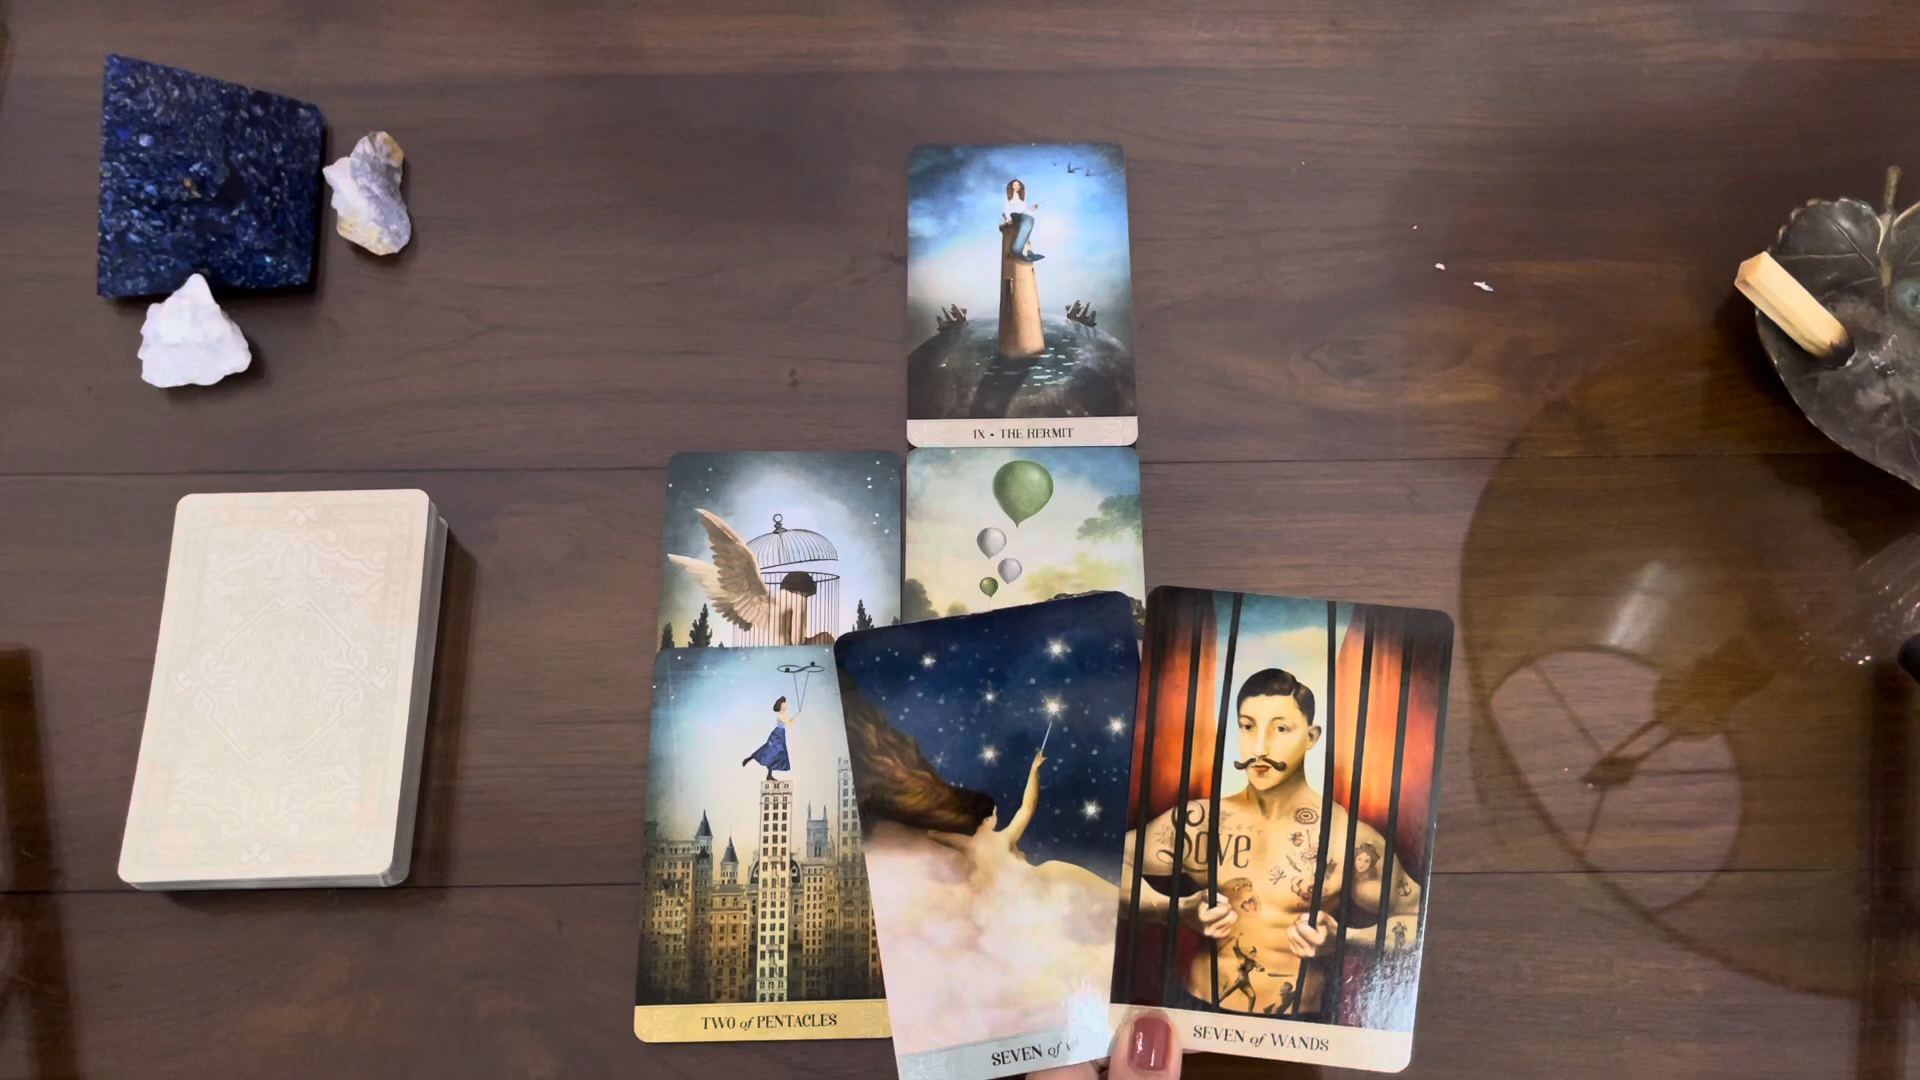 IX • THE HERMIT
Love
TWO of PENTACLES
SEVEN of
SEVEN of WANDS